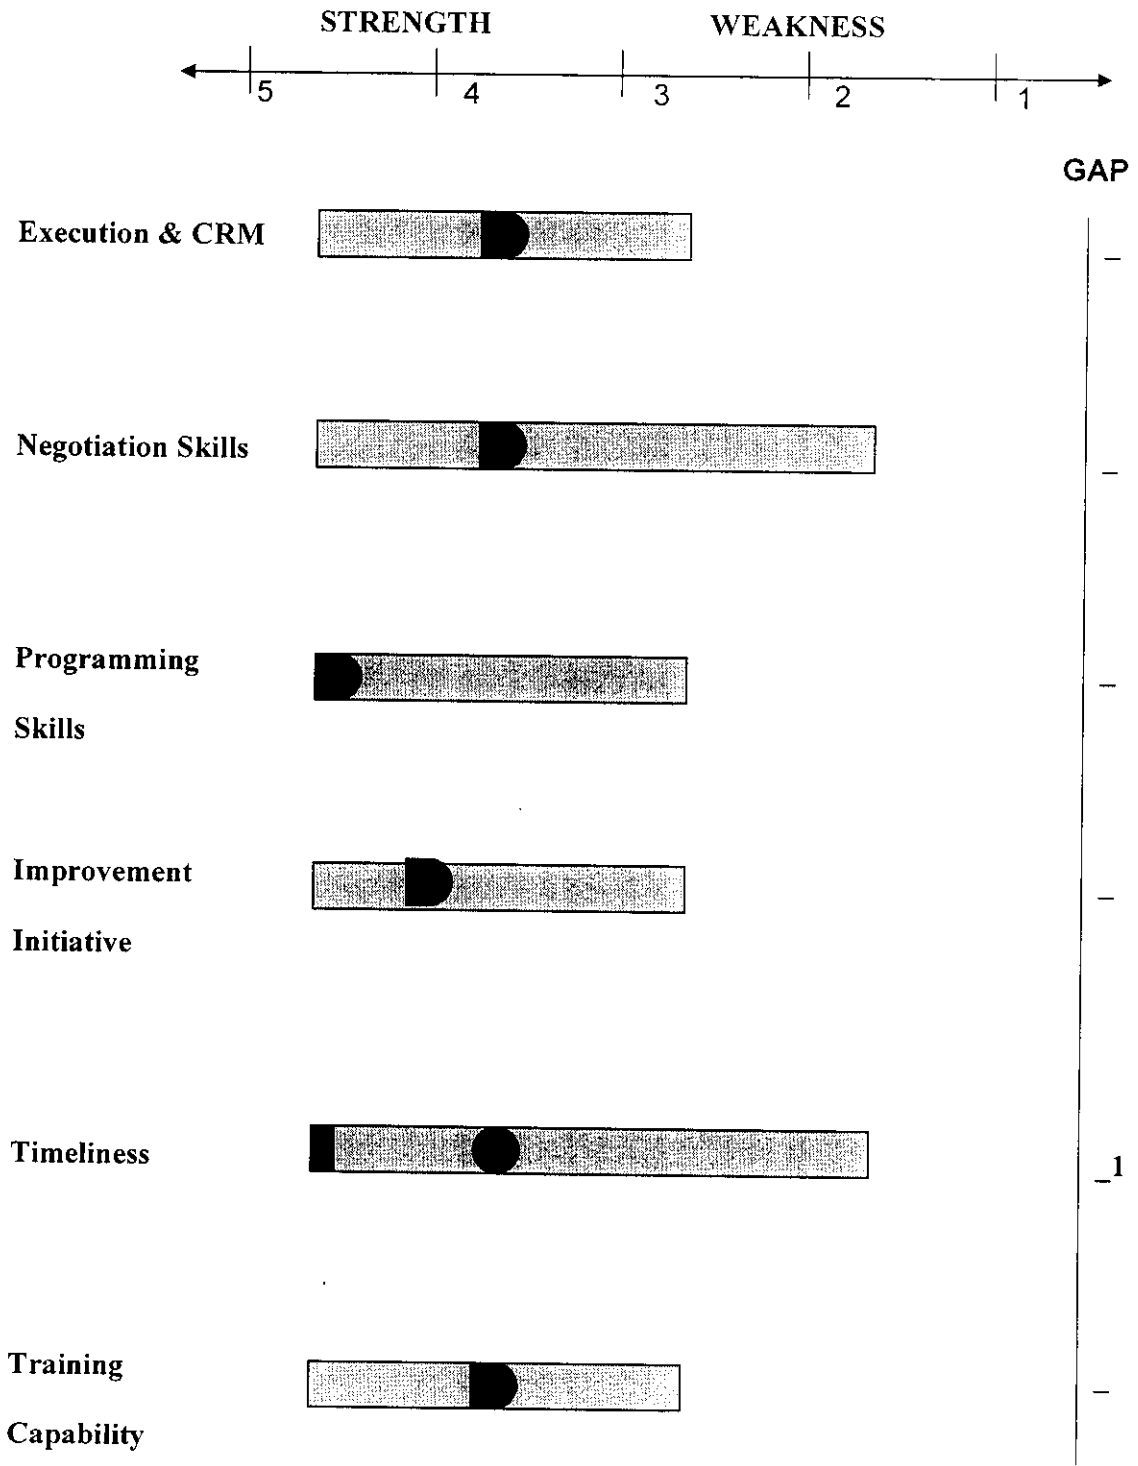 STRENGTH WEAKNESS
5 4 3 2 1
GAP
Execution & CRM
–
Negotiation Skills
–
Programming
–
Skills
Improvement
–
Initiative
Timeliness
_1
Training
–
Capability